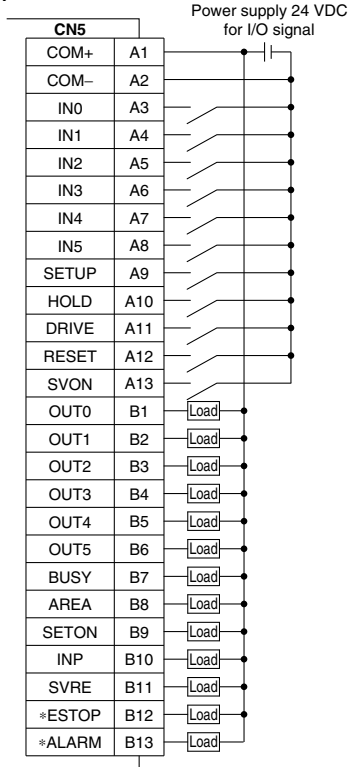 Power supply 24 VDC
for I/O signal
CN5
COM+ A1
COM− A2
IN0 A3
IN1 A4
IN2 A5
IN3 A6
IN4 A7
IN5 A8
SETUP A9
HOLD A10
DRIVE A11
RESET A12
SVON A13
OUT0 B1 Load
OUT1 B2 Load
OUT2 B3 Load
OUT3 B4 Load
OUT4 B5 Load
OUT5 B6 Load
BUSY B7 Load
AREA B8 Load
SETON B9 Load
INP B10 Load
SVRE B11 Load
∗ESTOP B12 Load
∗ALARM B13 Load